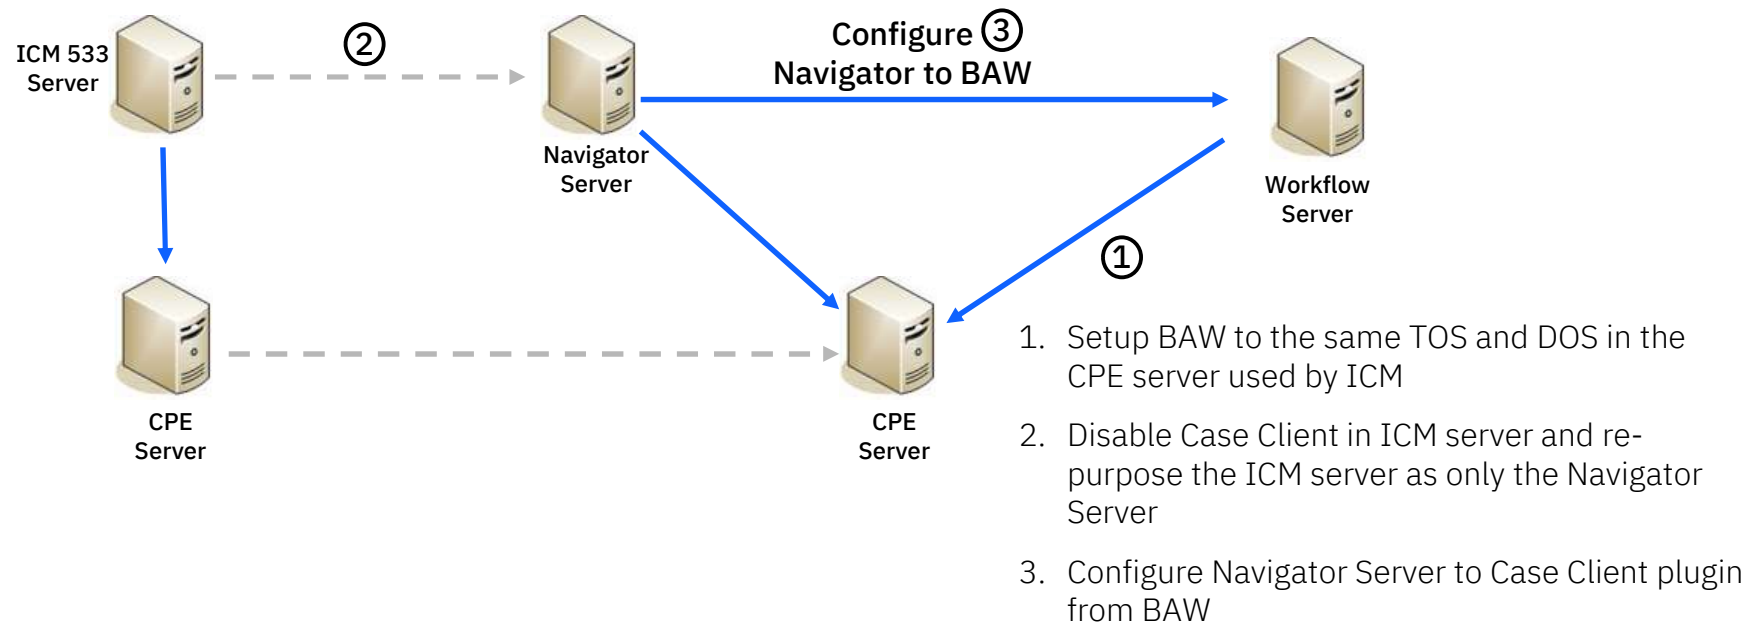 ICM 533
Server
2
Configure 3
Navigator to BAW
Navigator
Server
Workflow
Server
1
CPE
Server
CPE
Server
1. Setup BAW to the same TOS and DOS in the
CPE server used by ICM
2. Disable Case Client in ICM server and re-
purpose the ICM server as only the Navigator
Server
3. Configure Navigator Server to Case Client plugin
from BAW